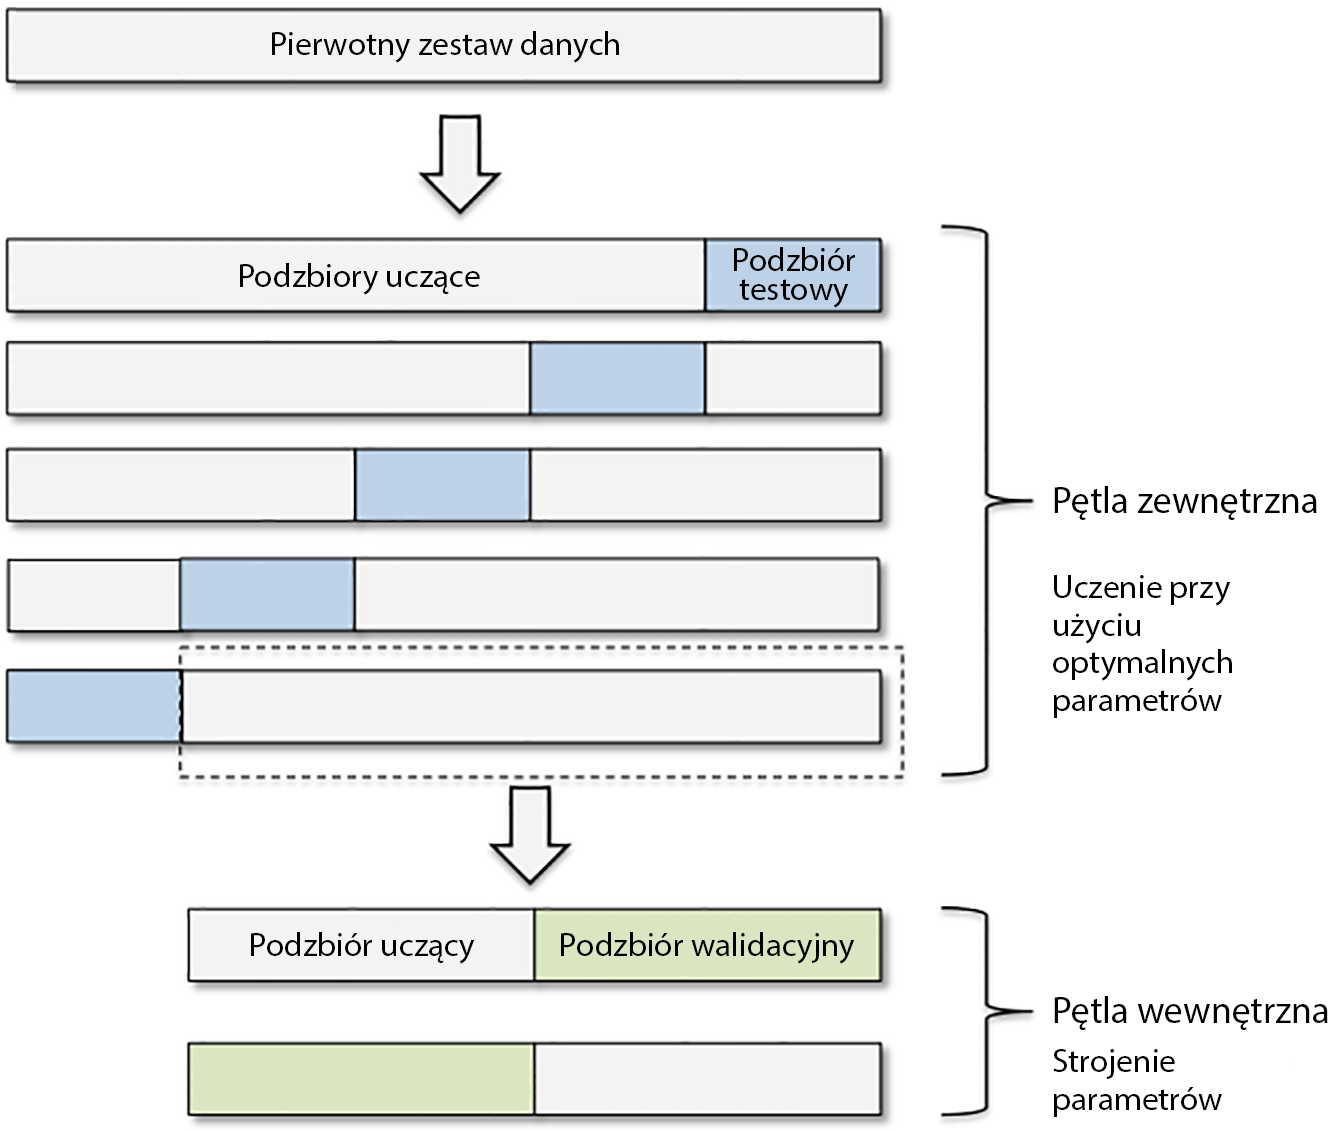 Pierwotny zestaw danych
Podzbiory uczące
Podzbiór
testowy
Pętla zewnętrzna
Uczenie przy
użyciu
optymalnych
parametrów
Podzbiór uczący
Podzbiór walidacyjny
Pętla wewnętrzna
Strojenie
parametrów